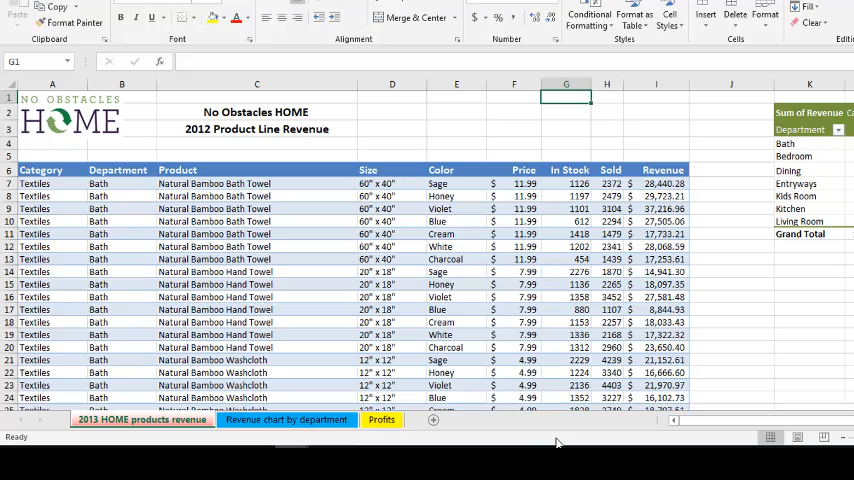 Copy
Conditional Format as Cell
Insert Delete Format
Fill
Paste
Format Painter
B I U
A
Merge & Center
$ % ,
Formatting Table Styles
Clear
Clipboard Font Alignment Number Styles Cells
G1 fx
A B C D E F G H I J K
1 NO OBSTACLES
2 HOME No Obstacles HOME Sum of Revenue
3 2012 Product Line Revenue Department
4 Bath
5 Bedroom
6 Category Department Product Size Color Price In Stock Sold Revenue Dining
7 Textiles Bath Natural Bamboo Bath Towel 60" x 40" Sage $ 11.99 1126 2372 $ 28,440.28 Entryways
8 Textiles Bath Natural Bamboo Bath Towel 60" x 40" Honey $ 11.99 1197 2479 $ 29,723.21 Kids Room
9 Textiles Bath Natural Bamboo Bath Towel 60" x 40" Violet $ 11.99 1101 3104 $ 37,216.96 Kitchen
10 Textiles Bath Natural Bamboo Bath Towel 60" x 40" Blue $ 11.99 612 2294 $ 27,505.06 Living Room
11 Textiles Bath Natural Bamboo Bath Towel 60" x 40" Cream $ 11.99 1418 1479 $ 17,733.21 Grand Total
12 Textiles Bath Natural Bamboo Bath Towel 60" x 40" White $ 11.99 1202 2341 $ 28,068.59
13 Textiles Bath Natural Bamboo Bath Towel 60" x 40" Charcoal $ 11.99 454 1439 $ 17,253.61
14 Textiles Bath Natural Bamboo Hand Towel 20" x 18" Sage $ 7.99 2276 1870 $ 14,941.30
15 Textiles Bath Natural Bamboo Hand Towel 20" x 18" Honey $ 7.99 1136 2265 $ 18,097.35
16 Textiles Bath Natural Bamboo Hand Towel 20" x 18" Violet $ 7.99 1358 3452 $ 27,581.48
17 Textiles Bath Natural Bamboo Hand Towel 20" x 18" Blue $ 7.99 880 1107 $ 8,844.93
18 Textiles Bath Natural Bamboo Hand Towel 20" x 18" Cream $ 7.99 1153 2257 $ 18,033.43
19 Textiles Bath Natural Bamboo Hand Towel 20" x 18" White $ 7.99 1336 2168 $ 17,322.32
20 Textiles Bath Natural Bamboo Hand Towel 20" x 18" Charcoal $ 7.99 1312 2960 $ 23,650.40
21 Textiles Bath Natural Bamboo Washcloth 12" x 12" Sage $ 4.99 2229 4239 $ 21,152.61
22 Textiles Bath Natural Bamboo Washcloth 12" x 12" Honey $ 4.99 1224 3340 $ 16,666.60
23 Textiles Bath Natural Bamboo Washcloth 12" x 12" Violet $ 4.99 2136 4403 $ 21,970.97
24 Textiles Bath Natural Bamboo Washcloth 12" x 12" Blue $ 4.99 1352 3227 $ 16,102.73
2013 HOME products revenue Revenue chart by department Profits
Ready